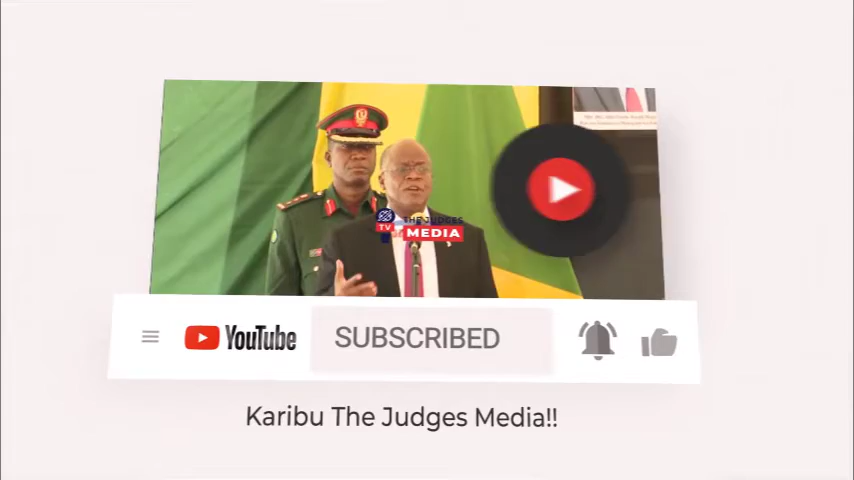 THE JUDGES
TV
MEDIA
YouTube
SUBSCRIBED
Karibu The Judges Media!!